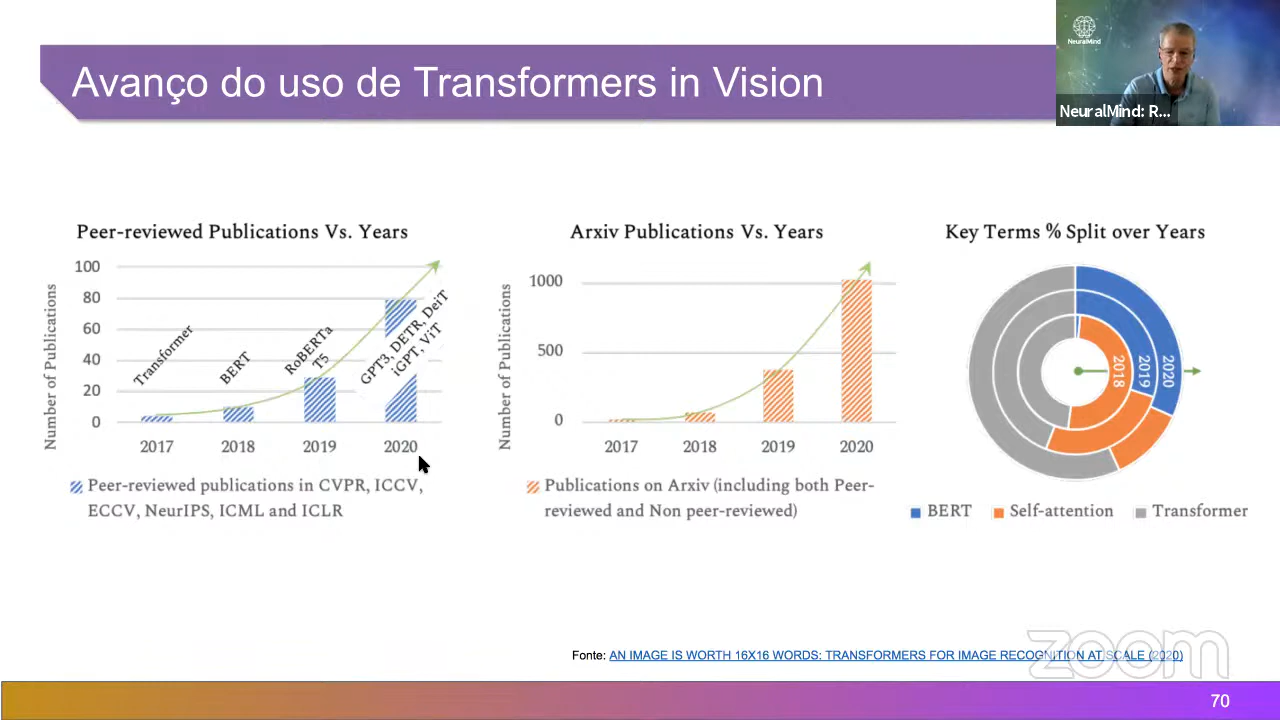 Avanço do uso de Transformers in Vision
NeuralMind
NeuralMind: R...
Peer-reviewed Publications Vs. Years
Number of Publications
100
80
60
40
20
0
Transformer
BERT
RoBERTa
T5
GPT3, DETR, DeiT
iGPT, ViT
2017 2018 2019 2020
Peer-reviewed publications in CVPR, ICCV,
ECCV, NeurIPS, ICML and ICLR
Arxiv Publications Vs. Years
Number of Publications
1000
500
0
2017 2018 2019 2020
Publications on Arxiv (including both Peer-
reviewed and Non peer-reviewed)
Key Terms % Split over Years
2018
2019
2020
BERT Self-attention Transformer
Fonte: AN IMAGE IS WORTH 16X16 WORDS: TRANSFORMERS FOR IMAGE RECOGNITION AT SCALE (2020)
zoom
70